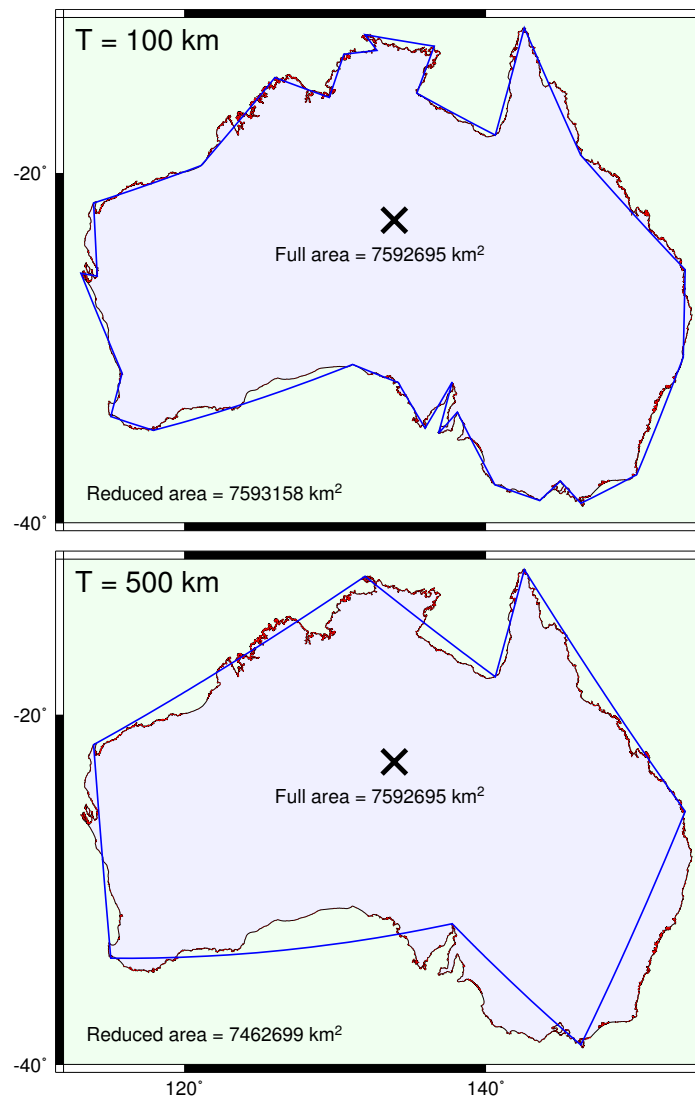 T = 100 km
-20°
Full area = 7592695 km²
Reduced area = 7593158 km²
-40°
T = 500 km
-20°
Full area = 7592695 km²
Reduced area = 7462699 km²
-40°
120° 140°